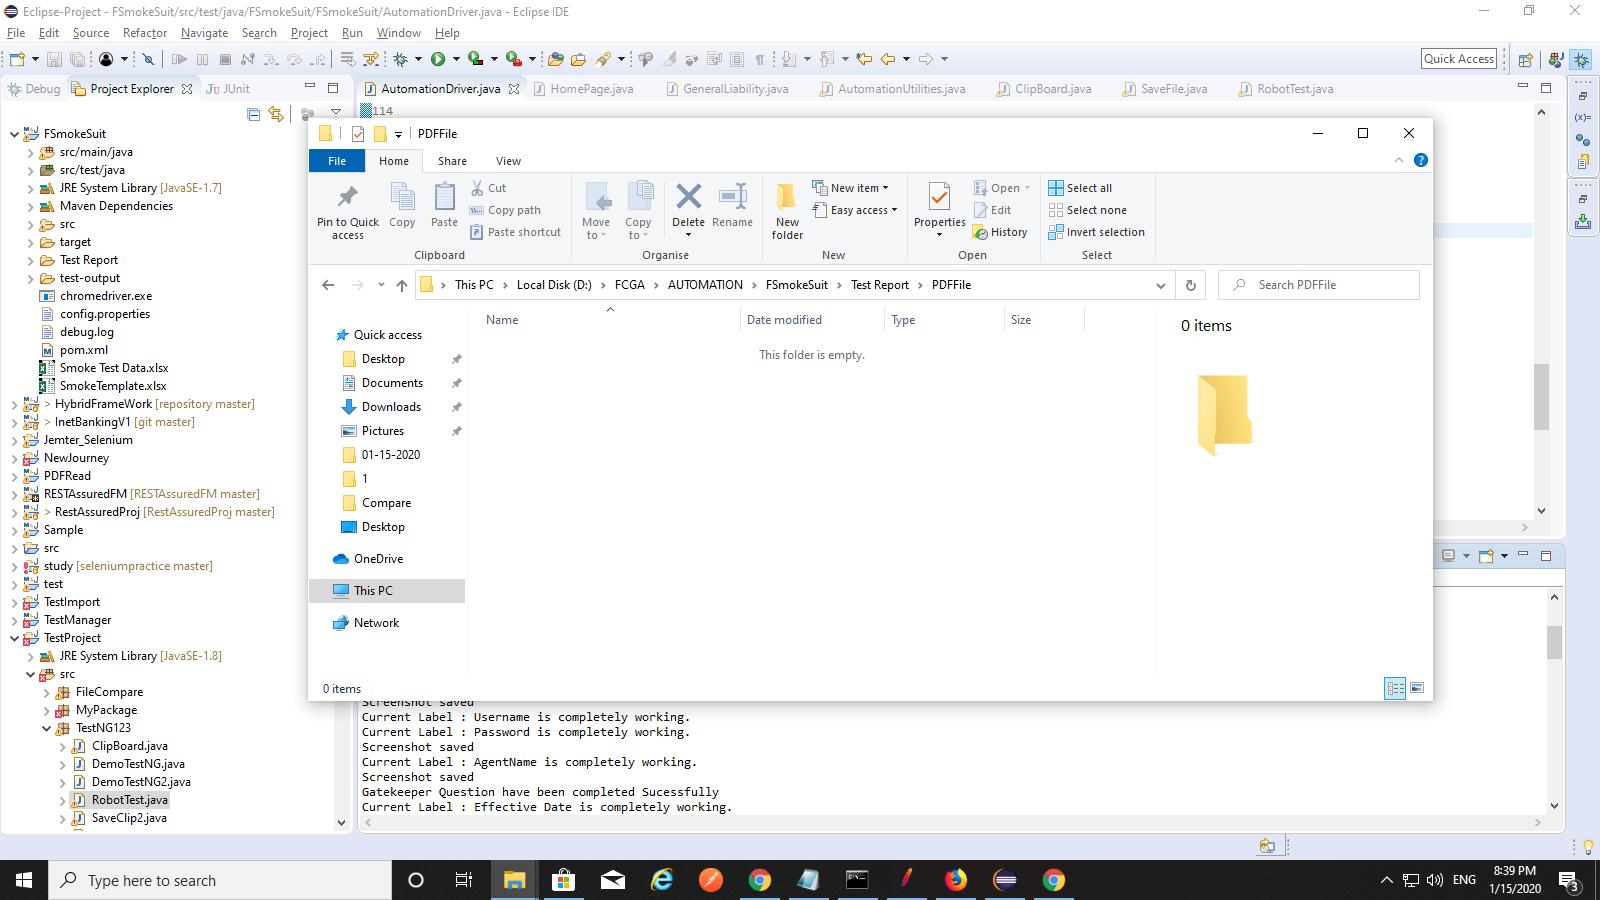 Eclipse-Project - FSmokeSuit/src/test/java/FSmokeSuit/FSmokeSuit/AutomationDriver.java - Eclipse IDE
File Edit Source Refactor Navigate Search Project Run Window Help
Quick Access
Debug Project Explorer JUnit
AutomationDriver.java HomePage.java GeneralLiability.java AutomationUtilities.java ClipBoard.java SaveFile.java RobotTest.java
114
FSmokeSuit
src/main/java
src/test/java
JRE System Library [JavaSE-1.7]
Maven Dependencies
src
target
Test Report
test-output
chromedriver.exe
config.properties
debug.log
pom.xml
Smoke Test Data.xlsx
SmokeTemplate.xlsx
> HybridFrameWork [repository master]
> InetBankingV1 [git master]
Jemter_Selenium
NewJourney
PDFRead
RESTAssuredFM [RESTAssuredFM master]
> RestAssuredProj [RestAssuredProj master]
Sample
src
study [seleniumpractice master]
test
TestImport
TestManager
TestProject
JRE System Library [JavaSE-1.8]
src
FileCompare
MyPackage
TestNG123
ClipBoard.java
DemoTestNG.java
DemoTestNG2.java
RobotTest.java
SaveClip2.java
PDFFile
File Home Share View
Pin to Quick access
Copy
Paste
Cut
Copy path
Paste shortcut
Clipboard
Move to
Copy to
Delete
Rename
Organise
New folder
New item
Easy access
New
Properties
Open
Edit
History
Open
Select all
Select none
Invert selection
Select
This PC > Local Disk (D:) > FCGA > AUTOMATION > FSmokeSuit > Test Report > PDFFile
Search PDFFile
Name Date modified Type Size
This folder is empty.
0 items
Quick access
Desktop
Documents
Downloads
Pictures
01-15-2020
1
Compare
Desktop
OneDrive
This PC
Network
0 items
Screenshot saved
Current Label : Username is completely working.
Current Label : Password is completely working.
Screenshot saved
Current Label : AgentName is completely working.
Screenshot saved
Gatekeeper Question have been completed Sucessfully
Current Label : Effective Date is completely working.
Type here to search
ENG
8:39 PM
1/15/2020
3